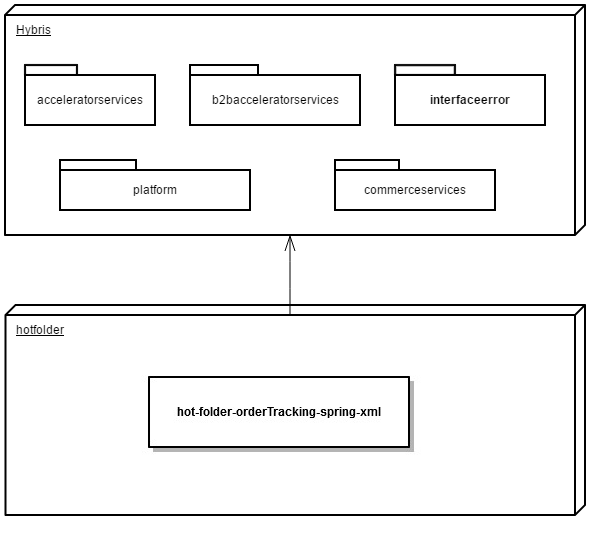 Hybris
acceleratorservices
b2bacceleratorservices
interfaceerror
platform
commerceservices
hotfolder
hot-folder-orderTracking-spring-xml